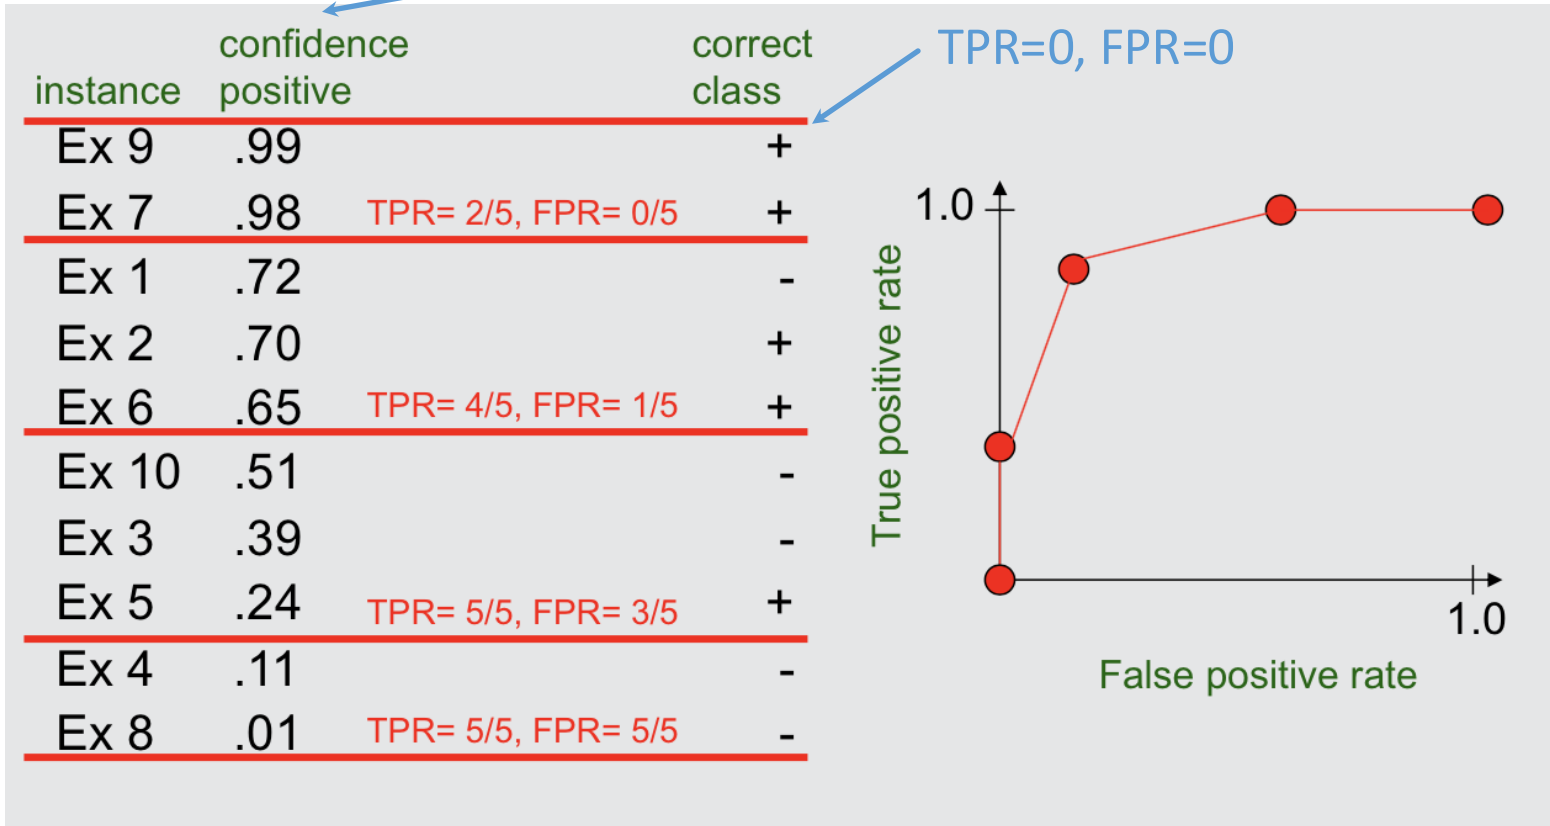 confidence positive
correct class
instance
TPR=0, FPR=0
Ex 9 .99 +
Ex 7 .98 TPR= 2/5, FPR= 0/5 +
Ex 1 .72 -
Ex 2 .70 +
Ex 6 .65 TPR= 4/5, FPR= 1/5 +
Ex 10 .51 -
Ex 3 .39 -
Ex 5 .24 TPR= 5/5, FPR= 3/5 +
Ex 4 .11 -
Ex 8 .01 TPR= 5/5, FPR= 5/5 -
1.0
True positive rate
1.0
False positive rate